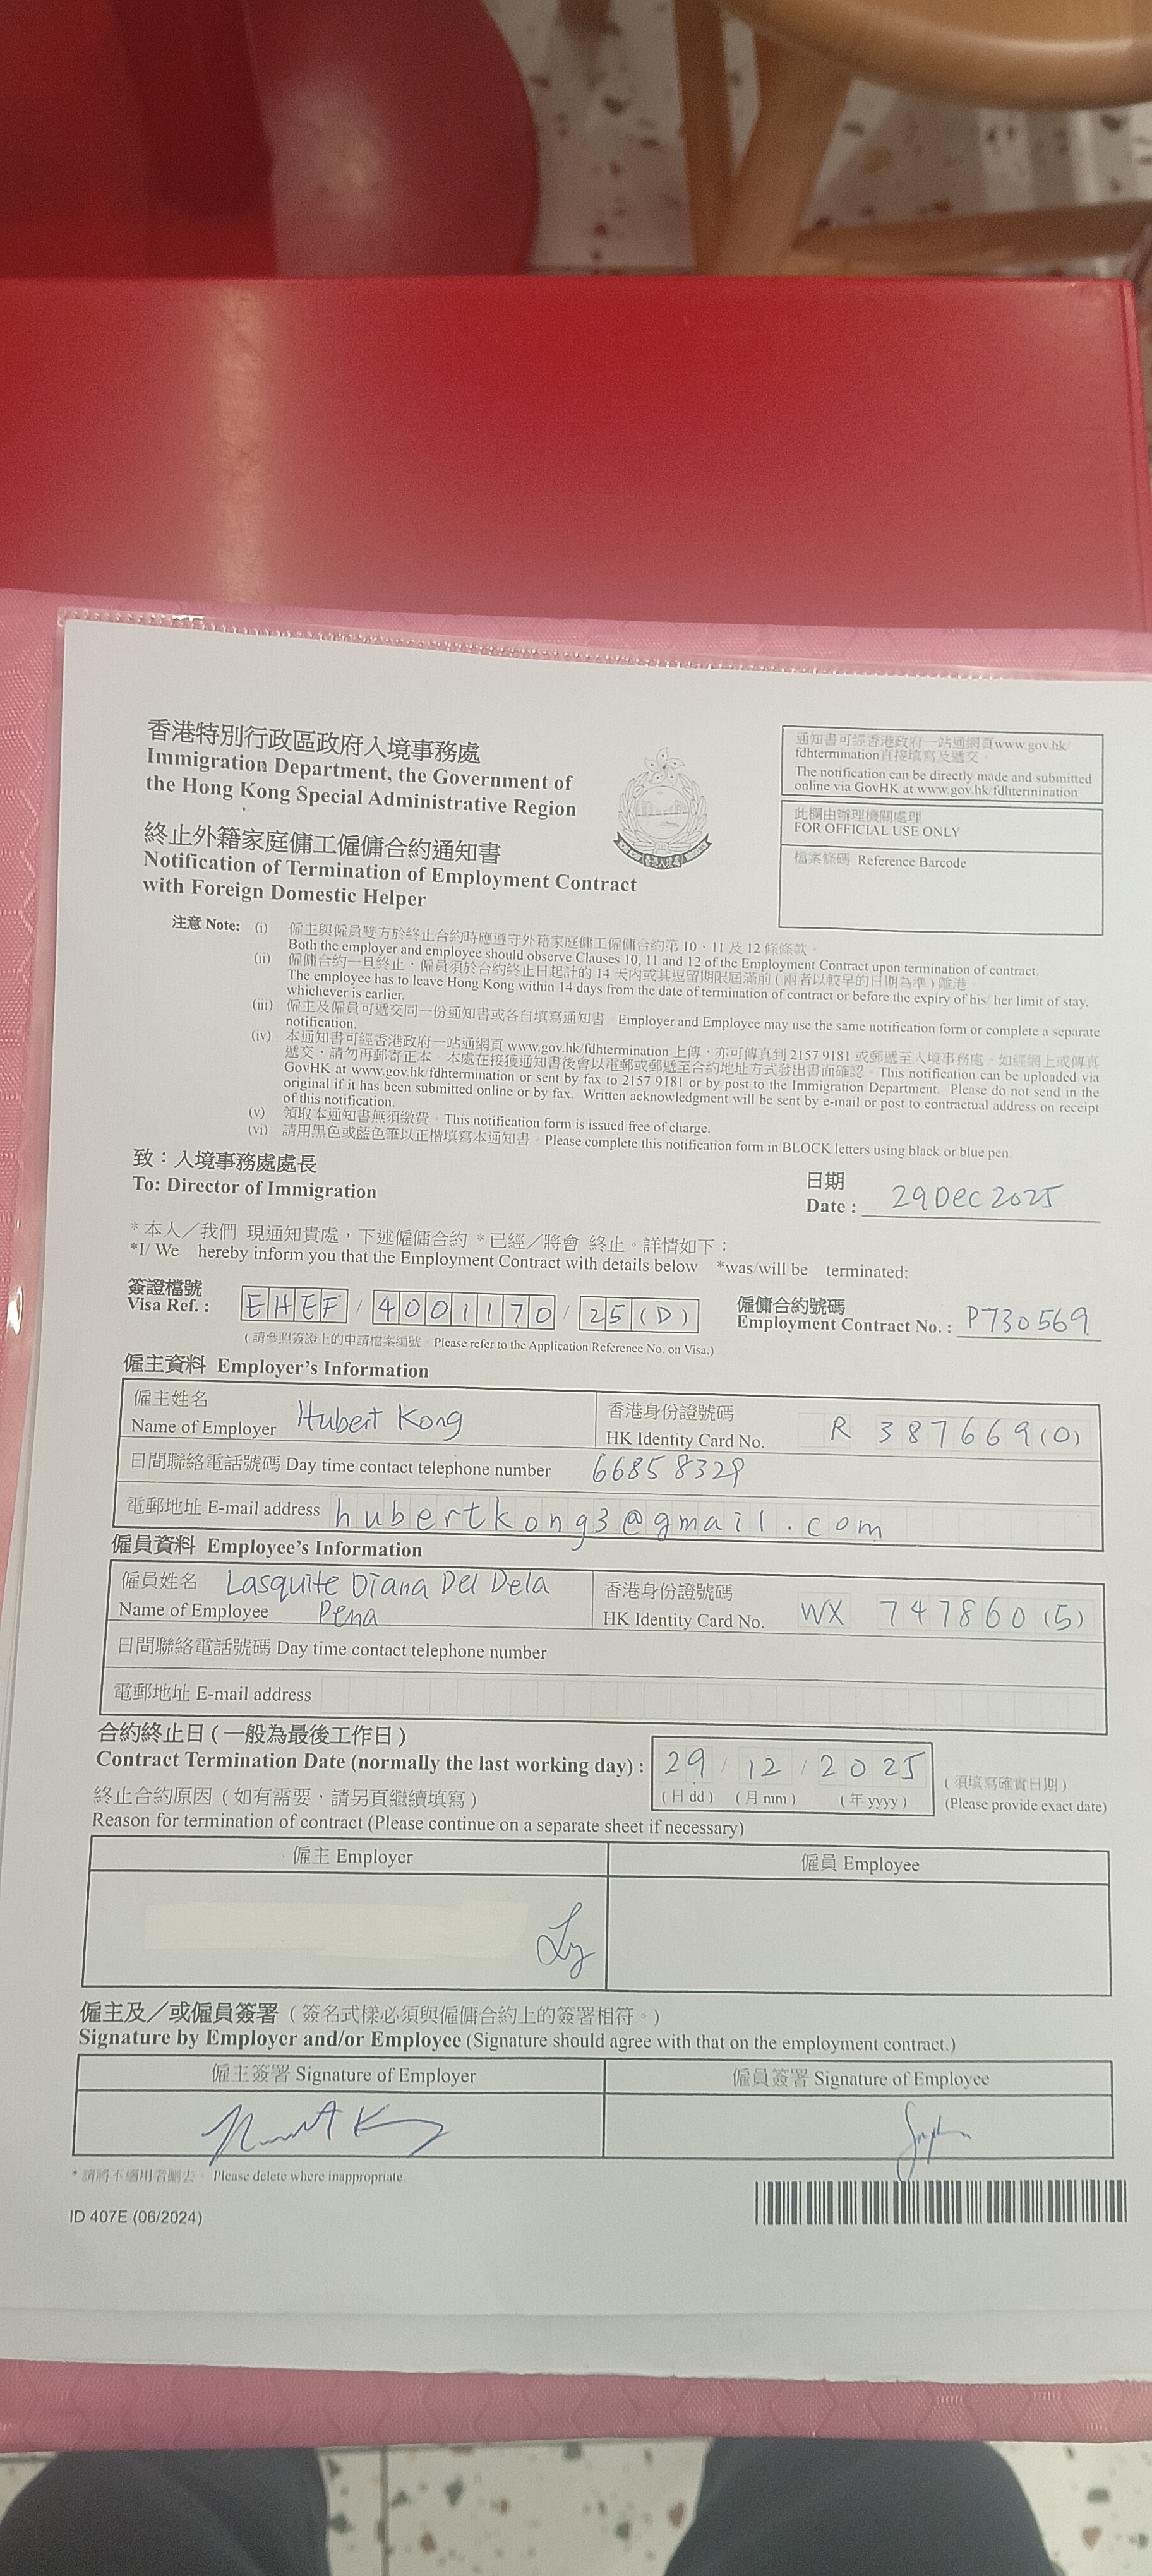 香港特別行政區政府入境事務處
Immigration Department, the Government of
the Hong Kong Special Administrative Region
終止外籍家庭傭工僱傭合約通知書
Notification of Termination of Employment Contract
with Foreign Domestic Helper
通知書可經香港政府一站通網頁www.gov.hk/
fdhtermination直接填寫及遞交。
The notification can be directly made and submitted
online via GovHK at www.gov.hk/fdhtermination
此欄由辦理機關處理
FOR OFFICIAL USE ONLY
檔案條碼 Reference Barcode
注意 Note: (i) 僱主與僱員雙方於終止合約時應遵守外籍家庭傭工僱傭合約第 10、11 及 12 條條款。
Both the employer and employee should observe Clauses 10, 11 and 12 of the Employment Contract upon termination of contract.
(ii) 僱傭合約一旦終止，僱員須於合約終止日起計的 14 天內或其逗留期限屆滿前 ( 兩者以較早的日期為準 ) 離港。
The employee has to leave Hong Kong within 14 days from the date of termination of contract or before the expiry of his/ her limit of stay,
whichever is earlier.
(iii) 僱主及僱員可遞交同一份通知書或各自填寫通知書。Employer and Employee may use the same notification form or complete a separate
notification.
(iv) 本通知書可經香港政府一站通網頁 www.gov.hk/fdhtermination 上傳，亦可傳真到 2157 9181 或郵遞至入境事務處。如經網上或傳真
遞交，請勿再郵寄正本。本處在接獲通知書後會以電郵或郵遞至合約地址方式發出書面確認。This notification can be uploaded via
GovHK at www.gov.hk/fdhtermination or sent by fax to 2157 9181 or by post to the Immigration Department. Please do not send in the
original if it has been submitted online or by fax. Written acknowledgment will be sent by e-mail or post to contractual address on receipt
of this notification.
(v) 領取本通知書無須繳費。This notification form is issued free of charge.
(vi) 請用黑色或藍色筆以正楷填寫本通知書。Please complete this notification form in BLOCK letters using black or blue pen.
致：入境事務處處長
To: Director of Immigration
日期
Date : 29 Dec 2025
* 本人／我們 現通知貴處，下述僱傭合約 * 已經／將會 終止。詳情如下：
*I/ We hereby inform you that the Employment Contract with details below *was/will be terminated:
簽證檔號
Visa Ref. : EHEF / 4001170 / 25(D)
( 請參照簽證上的申請檔案編號。Please refer to the Application Reference No. on Visa.)
僱傭合約號碼
Employment Contract No. : P730569
僱主資料 Employer's Information
僱主姓名
Name of Employer Hubert Kong
香港身份證號碼
HK Identity Card No. R 387669(0)
日間聯絡電話號碼 Day time contact telephone number 66858329
電郵地址 E-mail address hubertkong3@gmail.com
僱員資料 Employee's Information
僱員姓名 Lasquite Diana Del Dela
Name of Employee Pena
香港身份證號碼
HK Identity Card No. WX 747860(5)
日間聯絡電話號碼 Day time contact telephone number
電郵地址 E-mail address
合約終止日 ( 一般為最後工作日 )
Contract Termination Date (normally the last working day) : 29 / 12 / 2025
( 日 dd ) ( 月 mm ) ( 年 yyyy )
( 須填寫確實日期 )
(Please provide exact date)
終止合約原因 ( 如有需要，請另頁繼續填寫 )
Reason for termination of contract (Please continue on a separate sheet if necessary)
僱主 Employer
僱員 Employee
僱主及／或僱員簽署 ( 簽名式樣必須與僱傭合約上的簽署相符。)
Signature by Employer and/or Employee (Signature should agree with that on the employment contract.)
僱主簽署 Signature of Employer
僱員簽署 Signature of Employee
* 請將不適用者刪去。 Please delete where inappropriate.
ID 407E (06/2024)